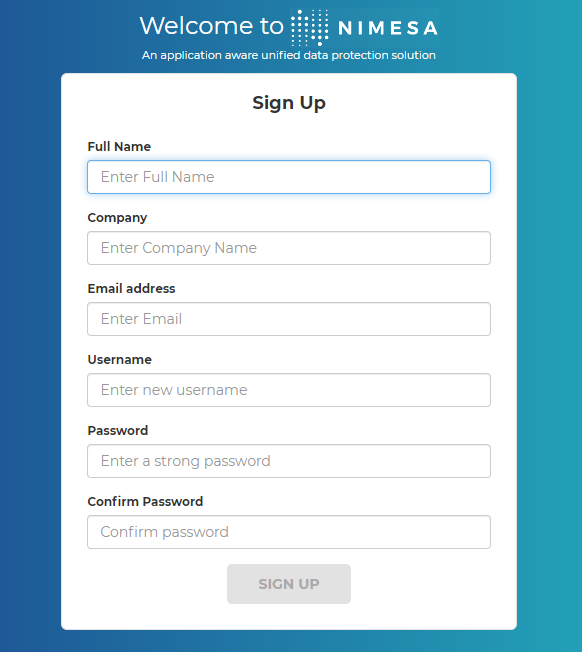 Welcome to NIMESA
An application aware unified data protection solution
Sign Up
Full Name
Enter Full Name
Company
Enter Company Name
Email address
Enter Email
Username
Enter new username
Password
Enter a strong password
Confirm Password
Confirm password
SIGN UP